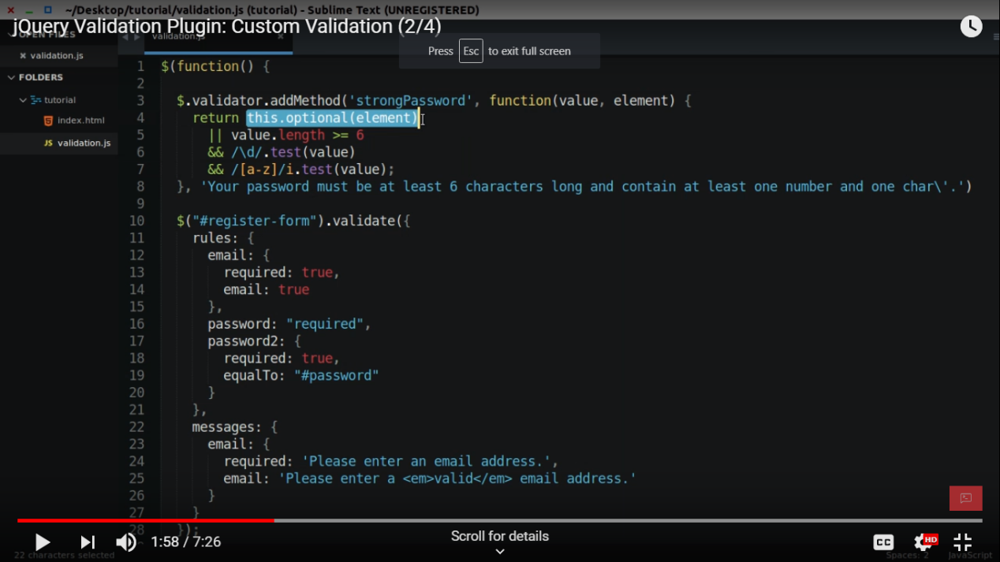 ~/Desktop/tutorial/validation.js (tutorial) - Sublime Text (UNREGISTERED)
jQuery Validation Plugin: Custom Validation (2/4)
OPEN FILES
validation.js
Press Esc to exit full screen
validation.js
FOLDERS
tutorial
index.html
JS validation.js
1 $(function() {
2
3 $.validator.addMethod('strongPassword', function(value, element) {
4 return this.optional(element)
5 || value.length >= 6
6 && /\d/.test(value)
7 && /[a-z]/i.test(value);
8 }, 'Your password must be at least 6 characters long and contain at least one number and one char\'.')
9
10 $("#register-form").validate({
11 rules: {
12 email: {
13 required: true,
14 email: true
15 },
16 password: "required",
17 password2: {
18 required: true,
19 equalTo: "#password"
20 }
21 },
22 messages: {
23 email: {
24 required: 'Please enter an email address.',
25 email: 'Please enter a <em>valid</em> email address.'
26 }
27 }
28 });
1:58 / 7:26
Scroll for details
CC
HD
22 characters selected
Spaces: 2
JavaScript